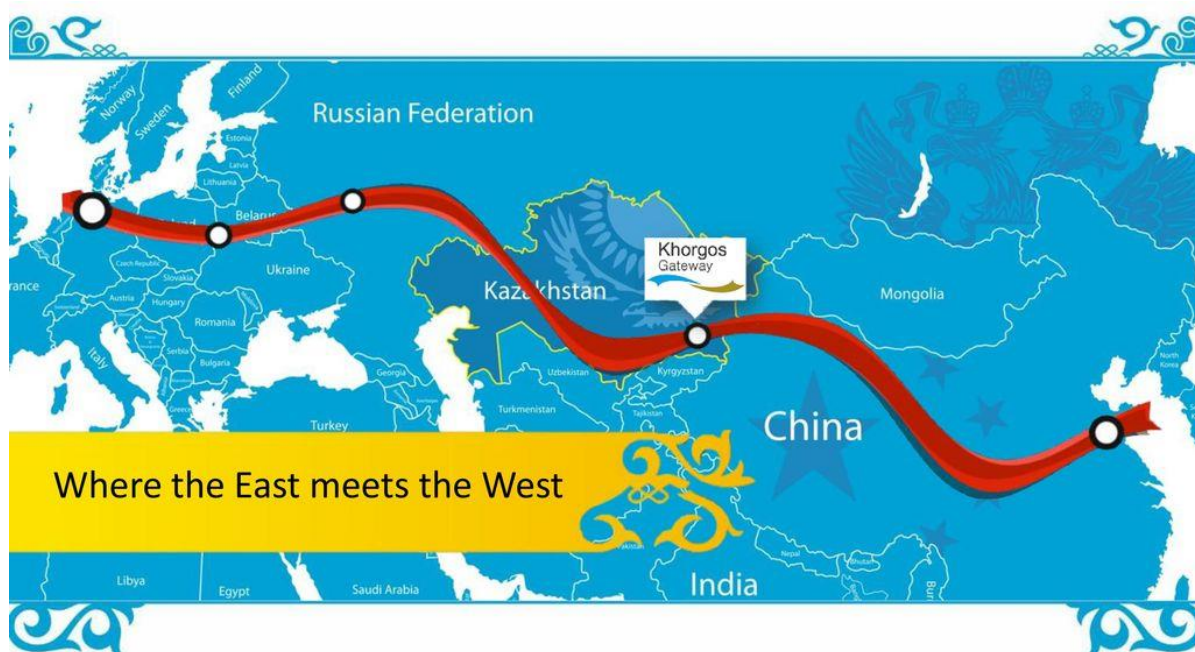 Norway
Sweden
Finland
Russian Federation
Estonia
Latvia
Lithuania
Belarus
Ukraine
Czech Republic
Slovakia
Austria
Hungary
Romania
Italy
Serbia
Bulgaria
Greece
Georgia
Turkey
Kazakhstan
Khorgos
Gateway
Mongolia
North
Korea
Uzbekistan
Kyrgyzstan
Turkmenistan
Tajikistan
China
Where the East meets the West
Nepal
Bhutan
India
Libya
Egypt
Saudi Arabia